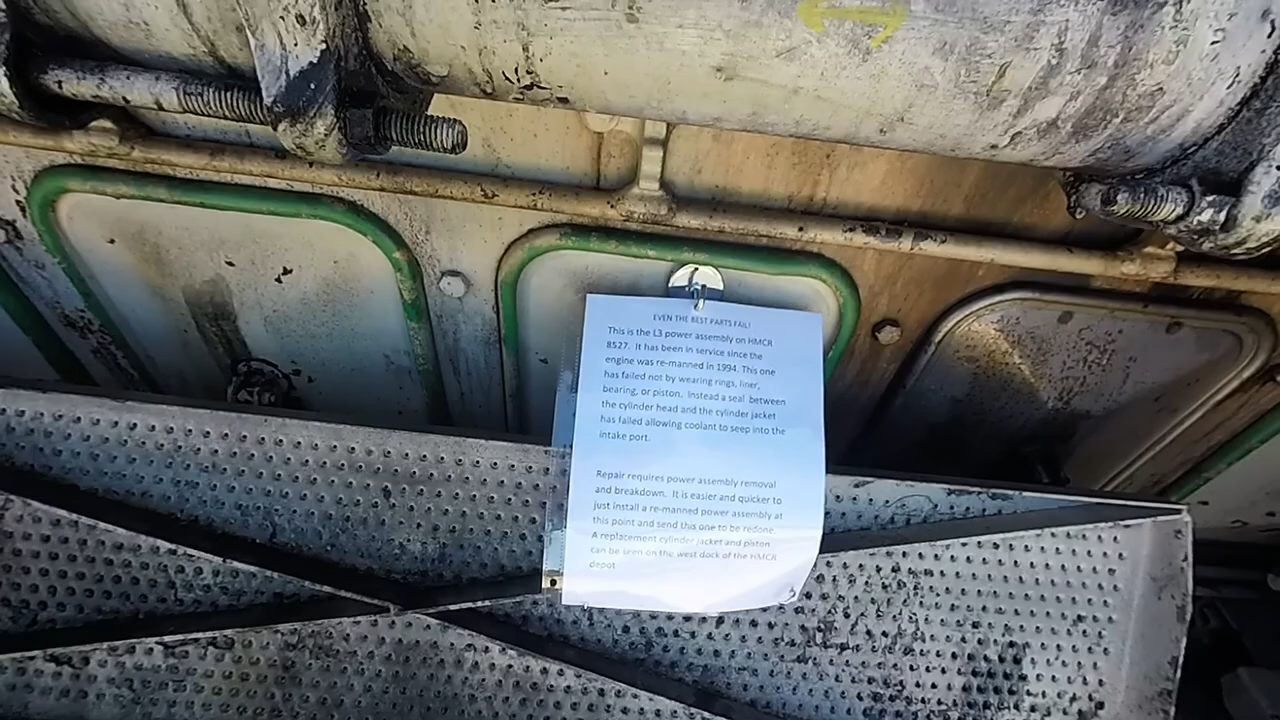 EVEN THE BEST PARTS FAIL!
This is the L3 power assembly on HMCR
8527. It has been in service since the
engine was re-manned in 1994. This one
has failed not by wearing rings, liner,
bearing, or piston. Instead a seal between
the cylinder head and the cylinder jacket
has failed allowing coolant to seep into the
intake port.
Repair requires power assembly removal
and breakdown. It is easier and quicker to
just install a re-manned power assembly at
this point and send this one to be redone.
A replacement cylinder jacket and piston
can be seen on the west dock of the HMCR
depot